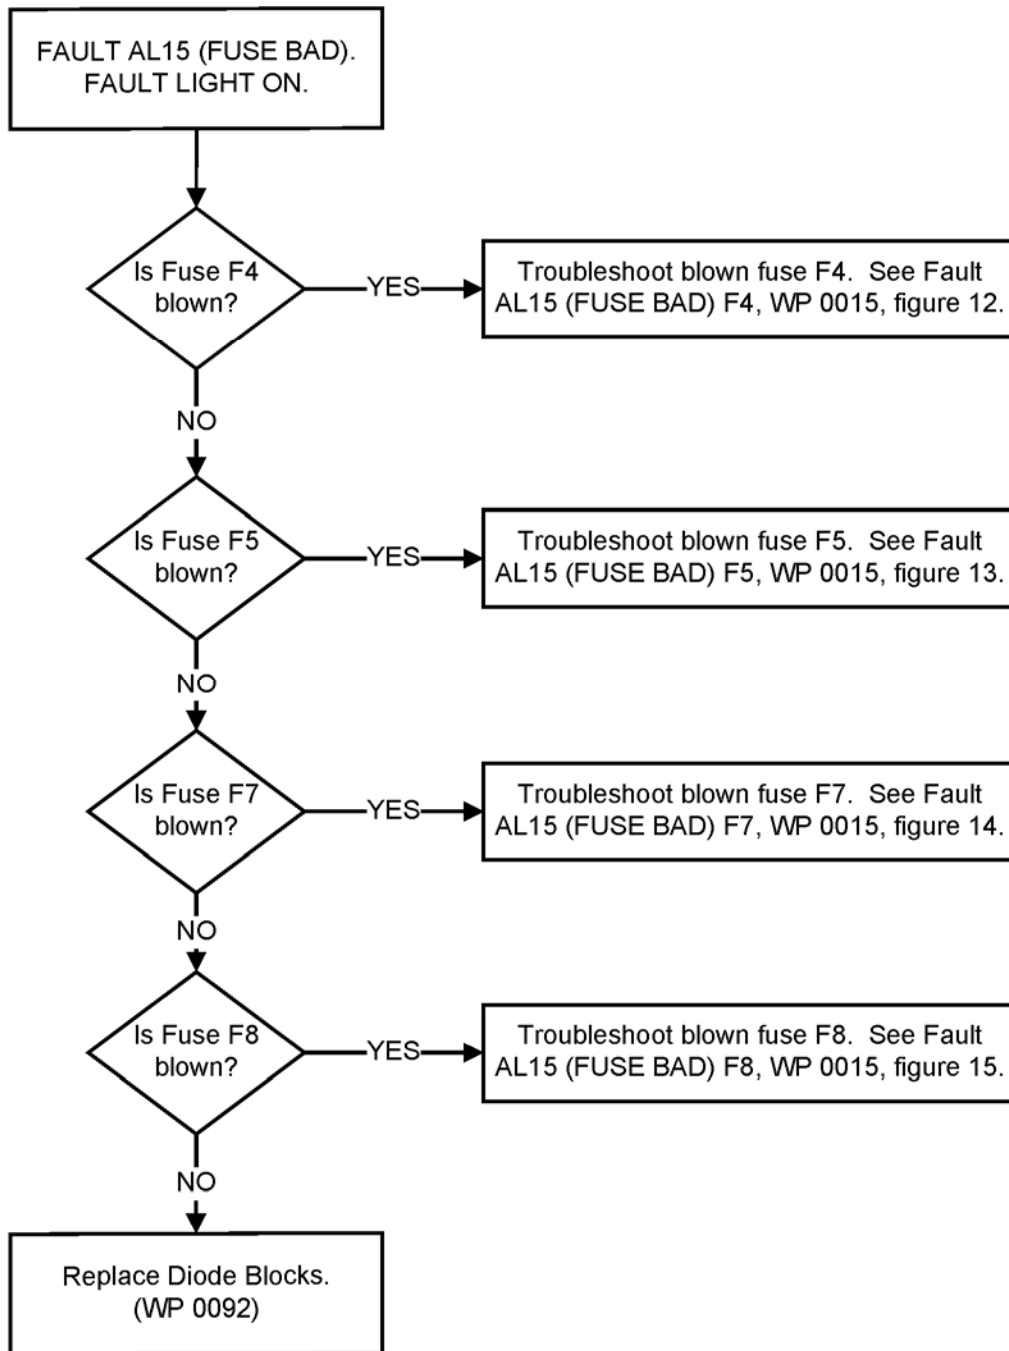 FAULT AL15 (FUSE BAD).
FAULT LIGHT ON.
Is Fuse F4
blown?
YES
Troubleshoot blown fuse F4.  See Fault
AL15 (FUSE BAD) F4, WP 0015, figure 12.
NO
Is Fuse F5
blown?
YES
Troubleshoot blown fuse F5.  See Fault
AL15 (FUSE BAD) F5, WP 0015, figure 13.
NO
Is Fuse F7
blown?
YES
Troubleshoot blown fuse F7.  See Fault
AL15 (FUSE BAD) F7, WP 0015, figure 14.
NO
Is Fuse F8
blown?
YES
Troubleshoot blown fuse F8.  See Fault
AL15 (FUSE BAD) F8, WP 0015, figure 15.
NO
Replace Diode Blocks.
(WP 0092)